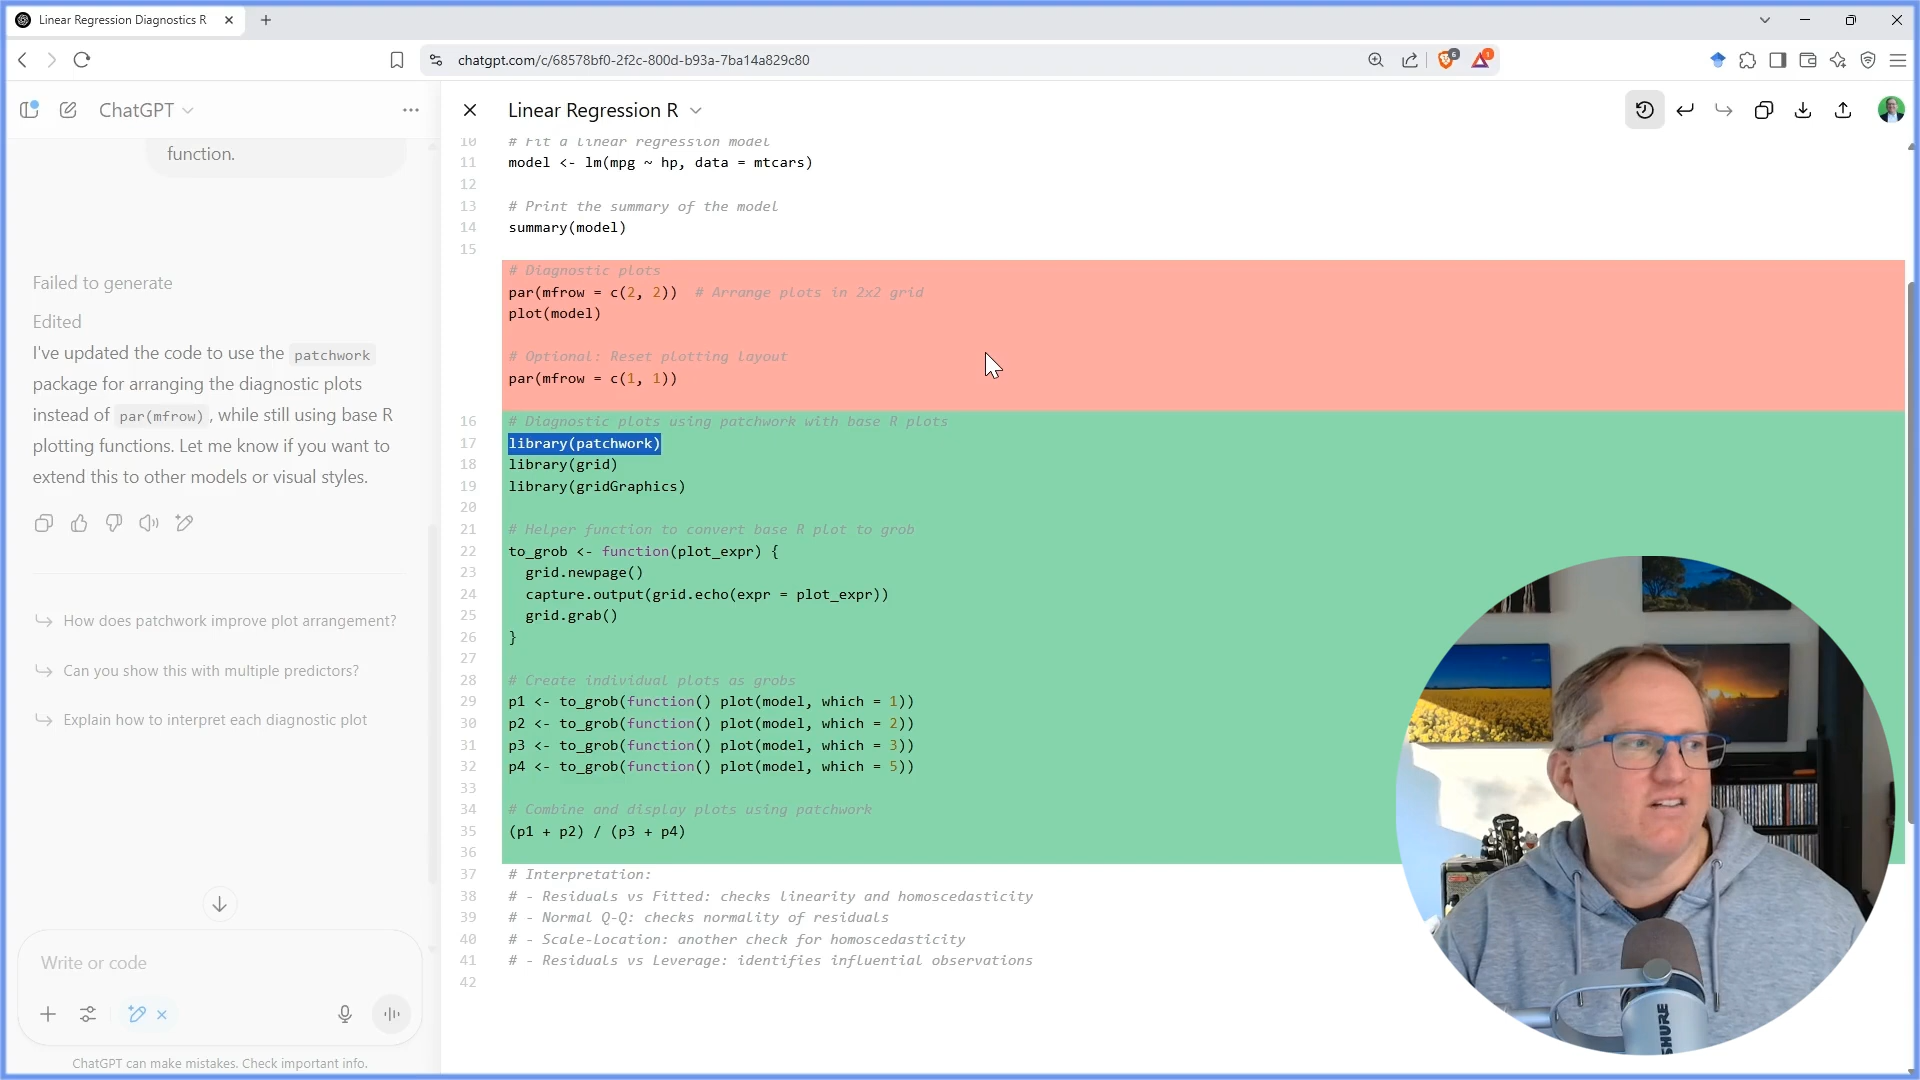 Linear Regression Diagnostics R
chatgpt.com/c/68578bf0-2f2c-800d-b93a-7ba14a829c80
6
1
ChatGPT
Linear Regression R
function.
Failed to generate
Edited
I've updated the code to use the patchwork
package for arranging the diagnostic plots
instead of par(mfrow), while still using base R
plotting functions. Let me know if you want to
extend this to other models or visual styles.
How does patchwork improve plot arrangement?
Can you show this with multiple predictors?
Explain how to interpret each diagnostic plot
Write or code
ChatGPT can make mistakes. Check important info.
10 # Fit a linear regression model
11 model <- lm(mpg ~ hp, data = mtcars)
12
13 # Print the summary of the model
14 summary(model)
15
# Diagnostic plots
par(mfrow = c(2, 2))  # Arrange plots in 2x2 grid
plot(model)
# Optional: Reset plotting layout
par(mfrow = c(1, 1))
16 # Diagnostic plots using patchwork with base R plots
17 library(patchwork)
18 library(grid)
19 library(gridGraphics)
20
21 # Helper function to convert base R plot to grob
22 to_grob <- function(plot_expr) {
23   grid.newpage()
24   capture.output(grid.echo(expr = plot_expr))
25   grid.grab()
26 }
27
28 # Create individual plots as grobs
29 p1 <- to_grob(function() plot(model, which = 1))
30 p2 <- to_grob(function() plot(model, which = 2))
31 p3 <- to_grob(function() plot(model, which = 3))
32 p4 <- to_grob(function() plot(model, which = 5))
33
34 # Combine and display plots using patchwork
35 (p1 + p2) / (p3 + p4)
36
37 # Interpretation:
38 # - Residuals vs Fitted: checks linearity and homoscedasticity
39 # - Normal Q-Q: checks normality of residuals
40 # - Scale-Location: another check for homoscedasticity
41 # - Residuals vs Leverage: identifies influential observations
42
SHURE